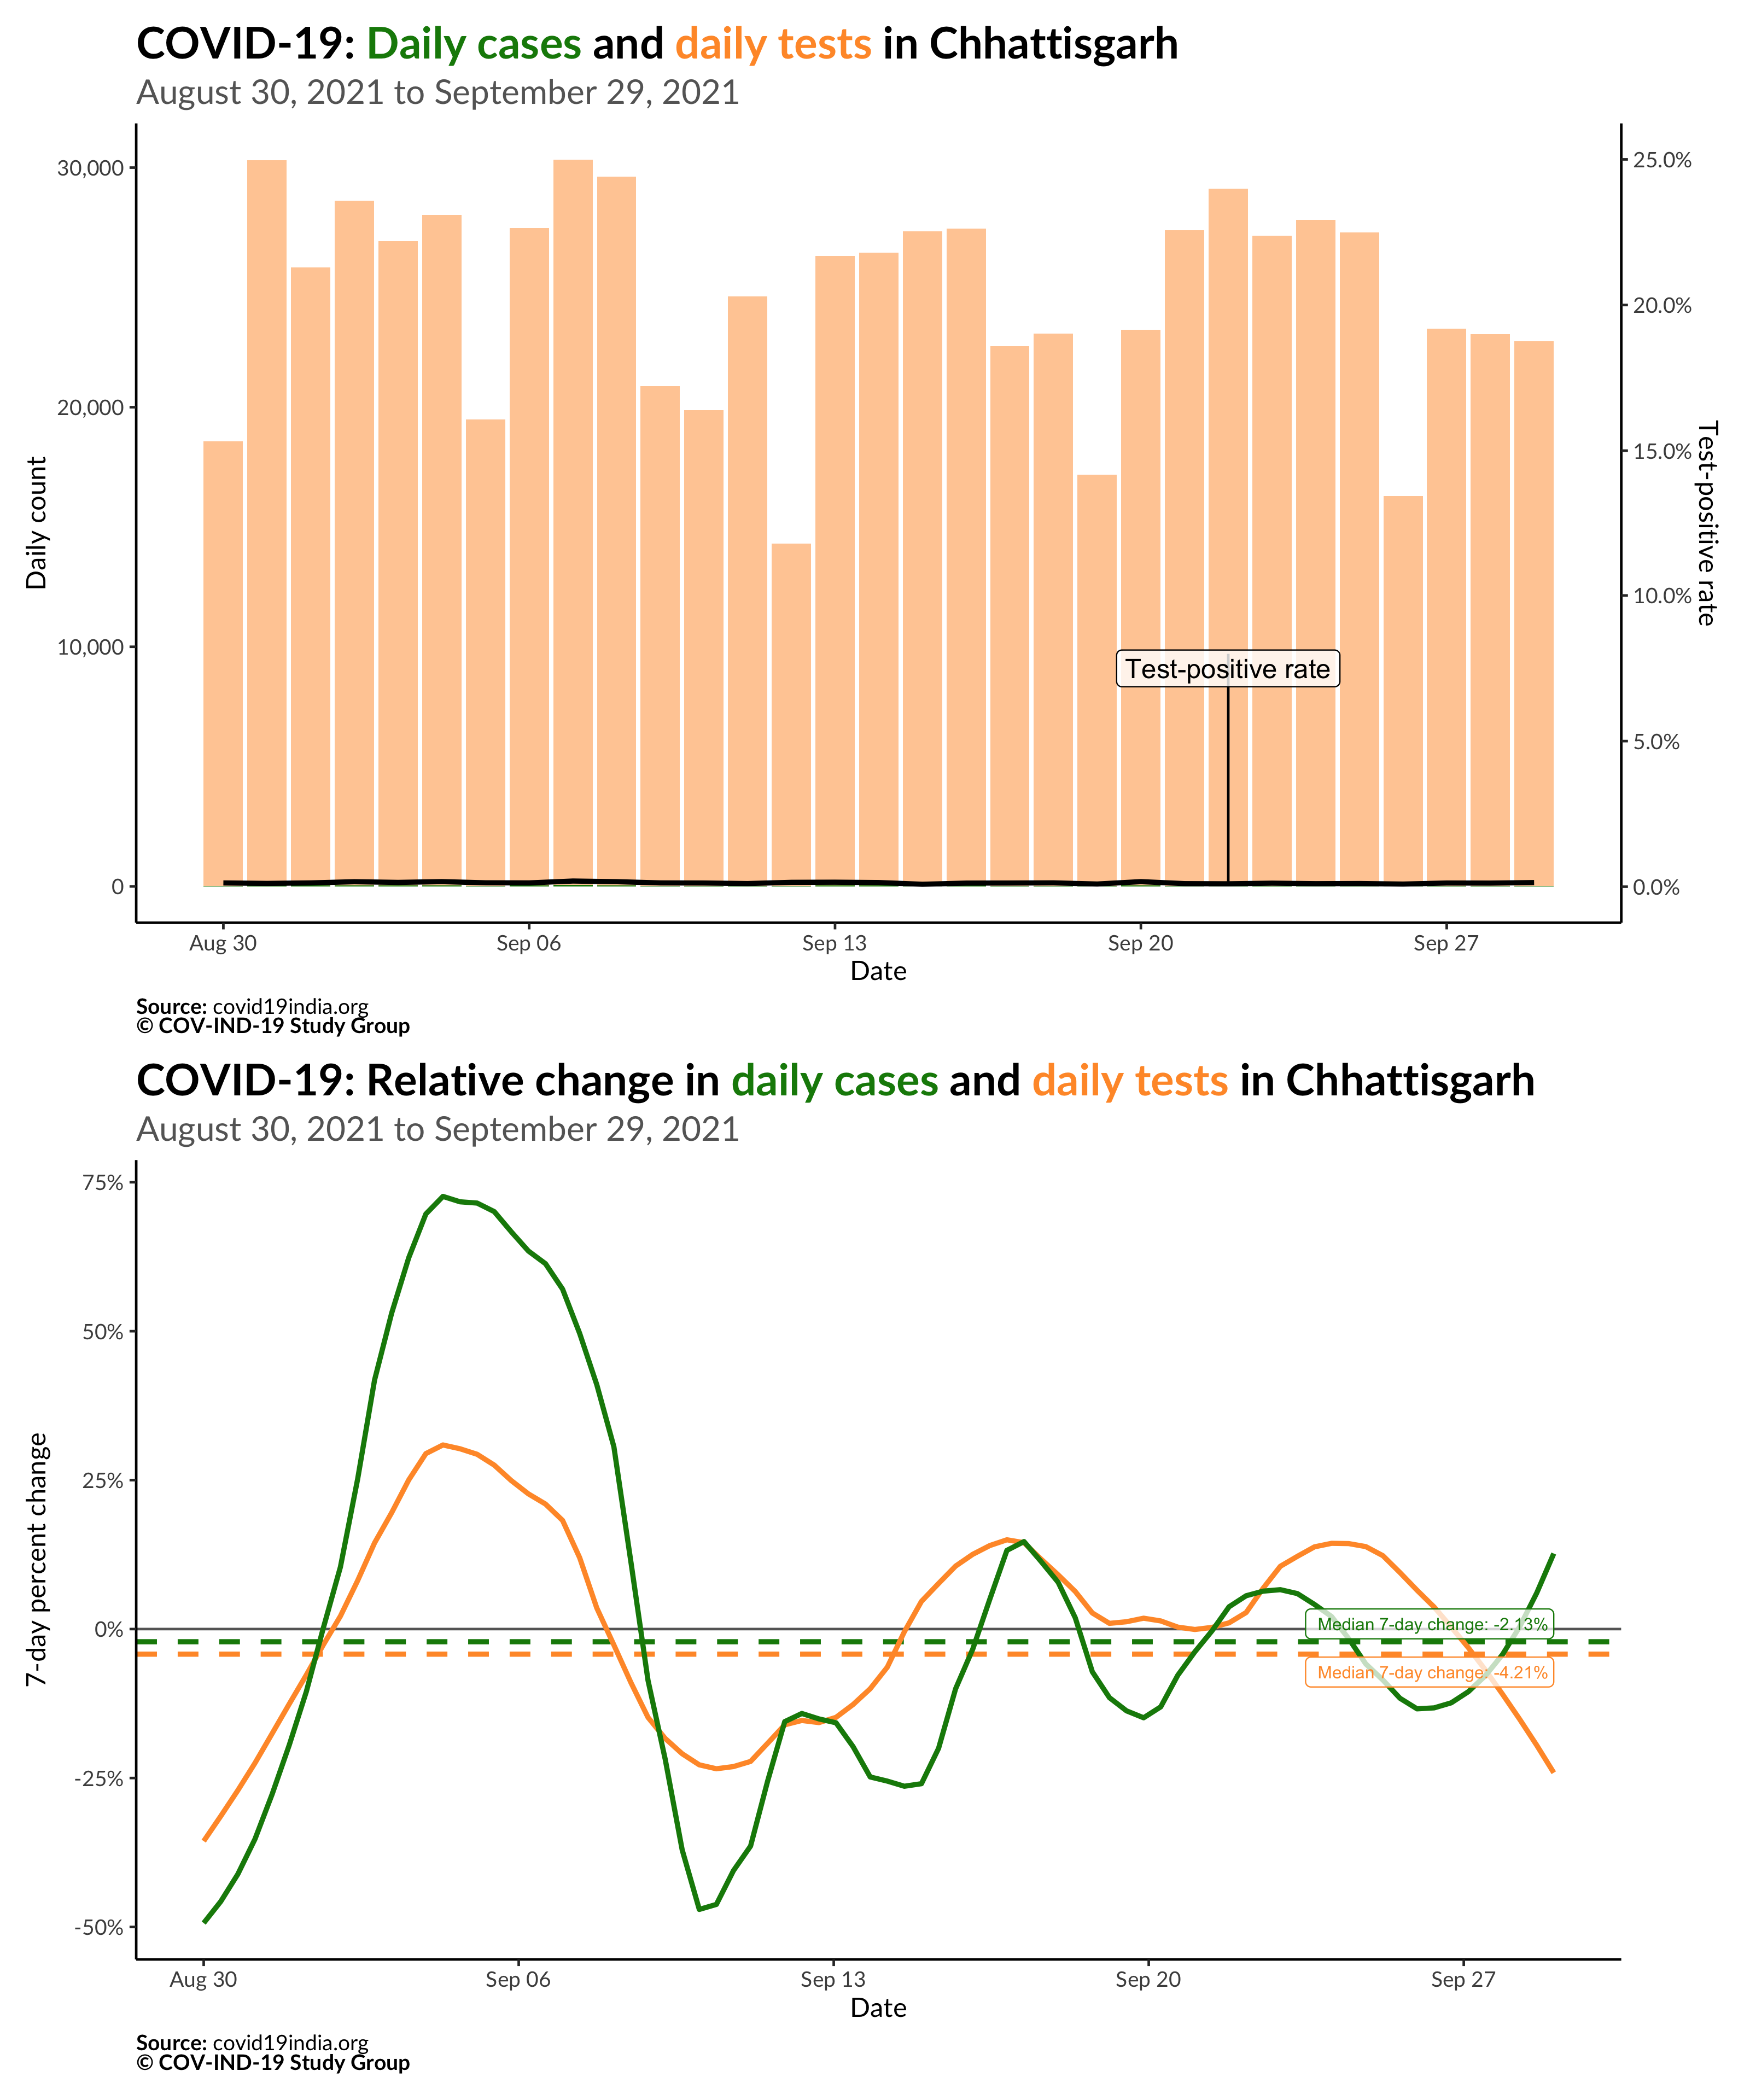 COVID-19: Daily cases and daily tests in Chhattisgarh
August 30, 2021 to September 29, 2021
30,000
20,000
10,000
0
Daily count
25.0%
20.0%
15.0%
10.0%
5.0%
0.0%
Test-positive rate
Test-positive rate
Aug 30
Sep 06
Sep 13
Sep 20
Sep 27
Date
Source: covid19india.org
© COV-IND-19 Study Group
COVID-19: Relative change in daily cases and daily tests in Chhattisgarh
August 30, 2021 to September 29, 2021
75%
50%
25%
0%
-25%
-50%
7-day percent change
Median 7-day change: -2.13%
Median 7-day change: -4.21%
Aug 30
Sep 06
Sep 13
Sep 20
Sep 27
Date
Source: covid19india.org
© COV-IND-19 Study Group